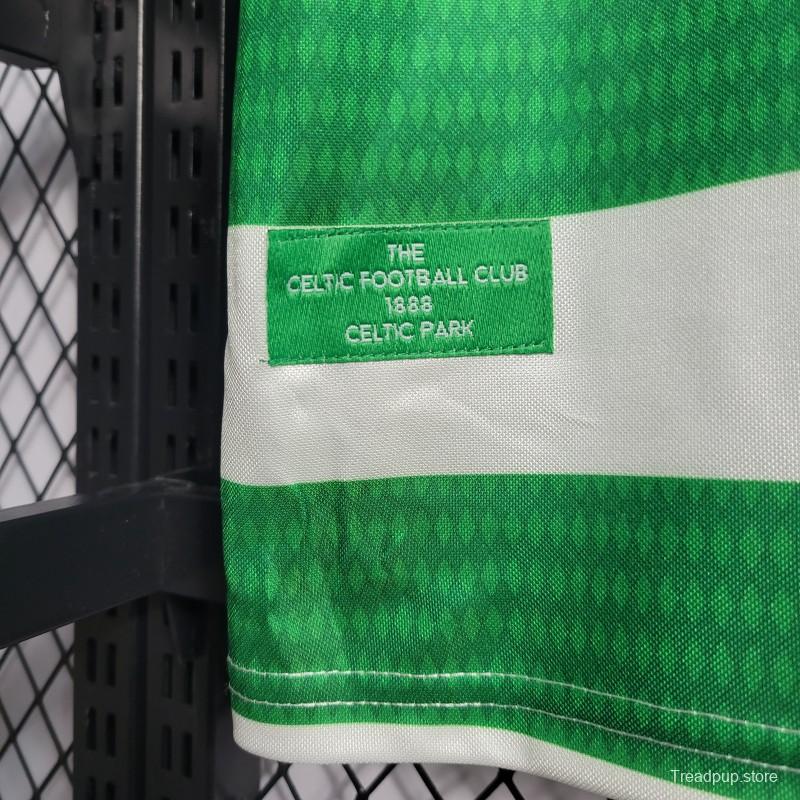 THE
CELTIC FOOTBALL CLUB
1888
CELTIC PARK
Treadpup.store